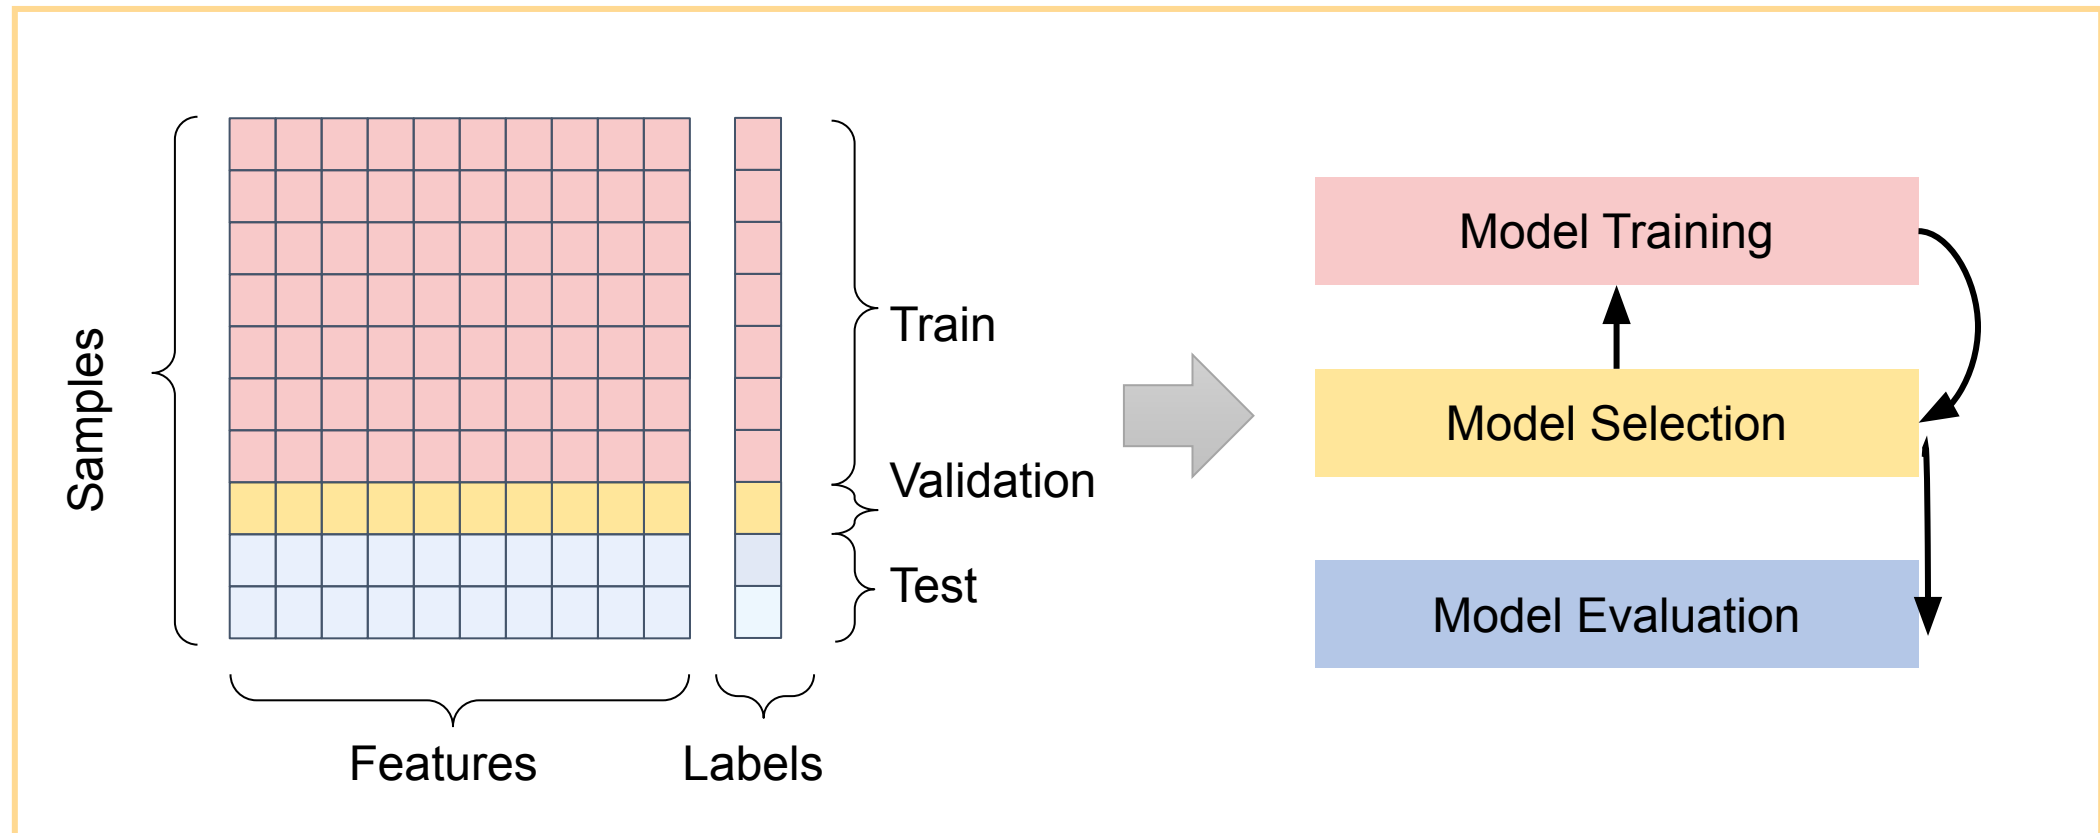 Samples
Train
Validation
Test
Features
Labels
Model Training
Model Selection
Model Evaluation